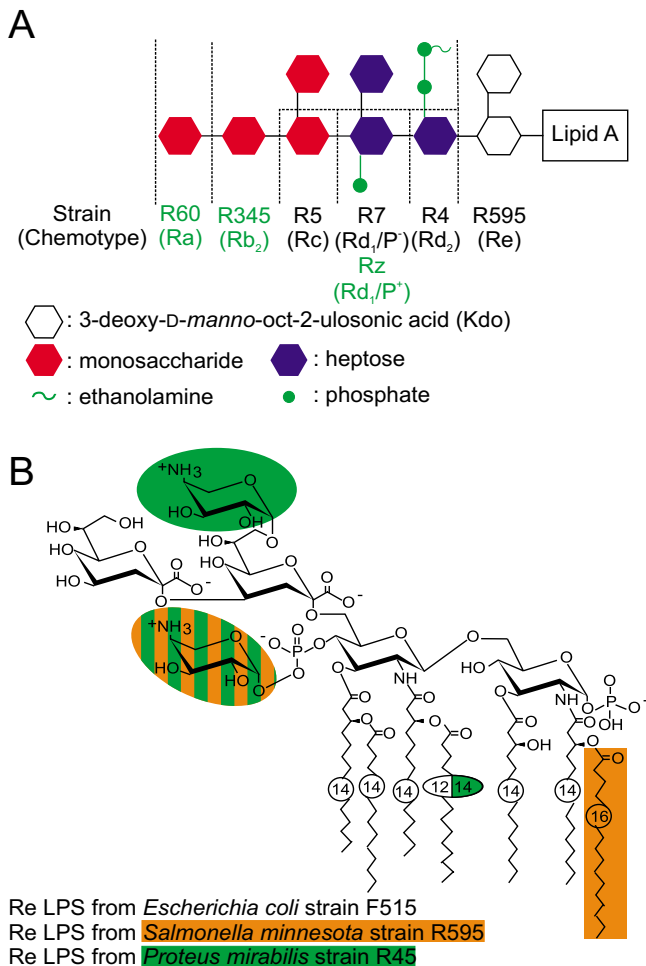 A
Lipid A
Strain R60 R345 R5 R7 R4 R595
(Chemotype) (Ra) (Rb₂) (Rc) (Rd₁/P⁻) (Rd₂) (Re)
Rz
(Rd₁/P⁺)
: 3-deoxy-D-manno-oct-2-ulosonic acid (Kdo)
: monosaccharide : heptose
: ethanolamine : phosphate
B
⁺NH₃
O
HO
HO OH OH O
HO HO
HO O HO O
HO O O⁻ O O⁻
O O
⁺NH₃ ⁻O O O O
O P O O HO O
HO HO O NH O NH O P O⁻
O O O O OH
O O O O OH O O
14 14 14 12 14 14 14 16
Re LPS from Escherichia coli strain F515
Re LPS from Salmonella minnesota strain R595
Re LPS from Proteus mirabilis strain R45